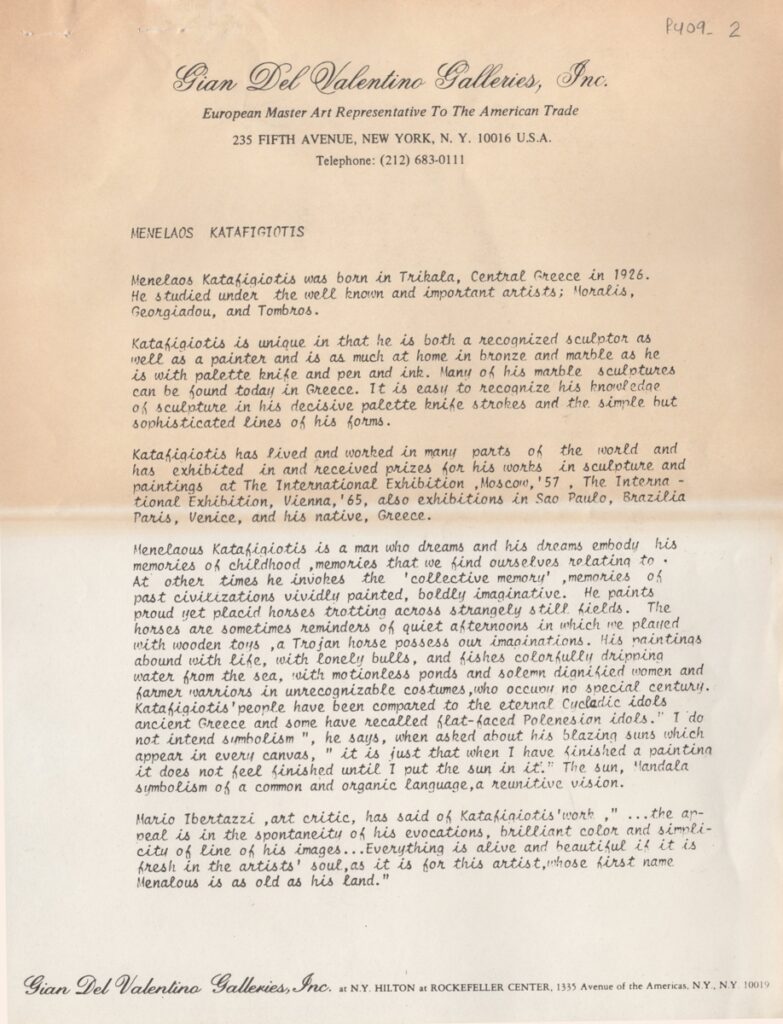 P409_ 2
Gian Del Valentino Galleries, Inc.
European Master Art Representative To The American Trade
235 FIFTH AVENUE, NEW YORK, N. Y. 10016 U.S.A.
Telephone: (212) 683-0111
MENELAOS KATAFIGIOTIS
Menelaos Katafigiotis was born in Trikala, Central Greece in 1926.
He studied under the well known and important artists; Moralis,
Georgiadou, and Tombros.
Katafigiotis is unique in that he is both a recognized sculptor as
well as a painter and is as much at home in bronze and marble as he
is with palette knife and pen and ink. Many of his marble sculptures
can be found today in Greece. It is easy to recognize his knowledge
of sculpture in his decisive palette knife strokes and the simple but
sophisticated lines of his forms.
Katafigiotis has lived and worked in many parts of the world and
has exhibited in and received prizes for his works in sculpture and
paintings at The International Exhibition ,Moscow,'57 , The Interna -
tional Exhibition, Vienna,'65, also exhibitions in Sao Paulo, Brazilia
Paris, Venice, and his native, Greece.
Menelaous Katafigiotis is a man who dreams and his dreams embody his
memories of childhood ,memories that we find ourselves relating to .
At other times he invokes the 'collective memory' ,memories of
past civilizations vividly painted, boldly imaginative. He paints
proud yet placid horses trotting across strangely still fields. The
horses are sometimes reminders of quiet afternoons in which we played
with wooden toys ,a Trojan horse possess our imaginations. His paintings
abound with life, with lonely bulls, and fishes colorfully dripping
water from the sea, with motionless ponds and solemn dignified women and
farmer warriors in unrecognizable costumes,who occupy no special century.
Katafigiotis'people have been compared to the eternal Cycladic idols
ancient Greece and some have recalled flat-faced Polenesion idols." I do
not intend symbolism ", he says, when asked about his blazing suns which
appear in every canvas, " it is just that when I have finished a painting
it does not feel finished until I put the sun in it." The sun, Mandala
symbolism of a common and organic language,a reunitive vision.
Mario Ibertazzi ,art critic, has said of Katafigiotis'work ," ...the ap-
peal is in the spontaneity of his evocations, brilliant color and simpli-
city of line of his images...Everything is alive and beautiful if it is
fresh in the artists' soul,as it is for this artist,whose first name
Menalous is as old as his land."
Gian Del Valentino Galleries, Inc. at N.Y. HILTON at ROCKEFELLER CENTER, 1335 Avenue of the Americas, N.Y., N.Y. 10019